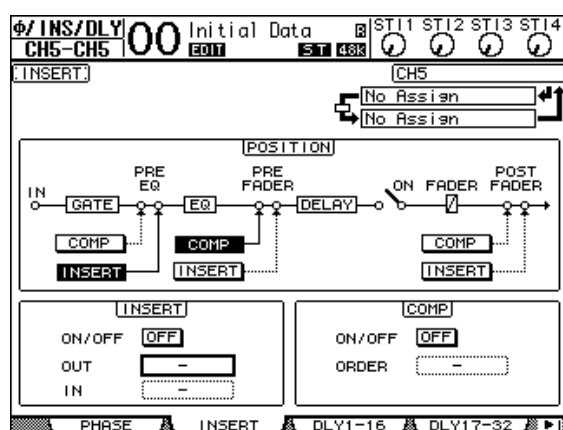 Φ/INS/DLY
CH5-CH5
00
Initial Data
EDIT
ST
48k
STI1 STI2 STI3 STI4
INSERT
CH5
No Assign
No Assign
POSITION
IN
PRE EQ
PRE FADER
ON
FADER
POST FADER
GATE
EQ
DELAY
COMP
COMP
COMP
INSERT
INSERT
INSERT
INSERT
ON/OFF OFF
OUT -
IN -
COMP
ON/OFF OFF
ORDER -
PHASE INSERT DLY1-16 DLY17-32